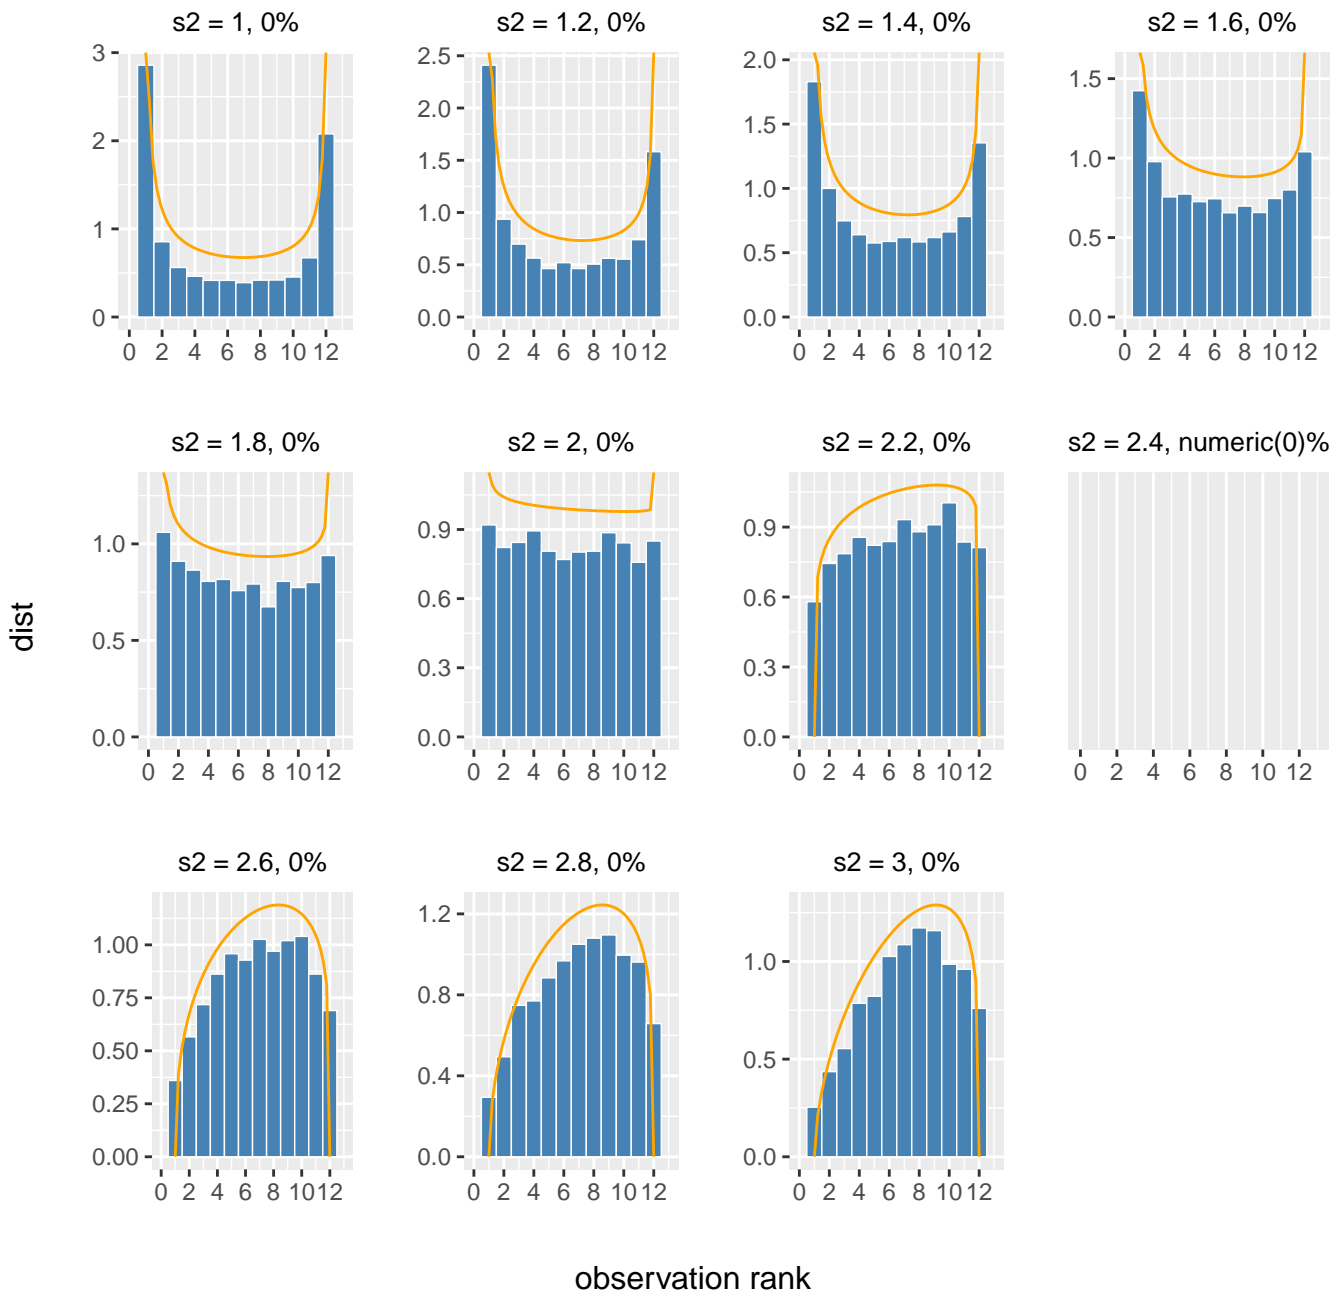 s2 = 1, 0%
s2 = 1.2, 0%
s2 = 1.4, 0%
s2 = 1.6, 0%
3
2
1
0
0 2 4 6 8 10 12
2.5
2.0
1.5
1.0
0.5
0.0
0 2 4 6 8 10 12
2.0
1.5
1.0
0.5
0.0
0 2 4 6 8 10 12
1.5
1.0
0.5
0.0
0 2 4 6 8 10 12
dist
s2 = 1.8, 0%
s2 = 2, 0%
s2 = 2.2, 0%
s2 = 2.4, numeric(0)%
1.0
0.5
0.0
0 2 4 6 8 10 12
0.9
0.6
0.3
0.0
0 2 4 6 8 10 12
0.9
0.6
0.3
0.0
0 2 4 6 8 10 12
0 2 4 6 8 10 12
s2 = 2.6, 0%
s2 = 2.8, 0%
s2 = 3, 0%
1.00
0.75
0.50
0.25
0.00
0 2 4 6 8 10 12
1.2
0.8
0.4
0.0
0 2 4 6 8 10 12
1.0
0.5
0.0
0 2 4 6 8 10 12
observation rank